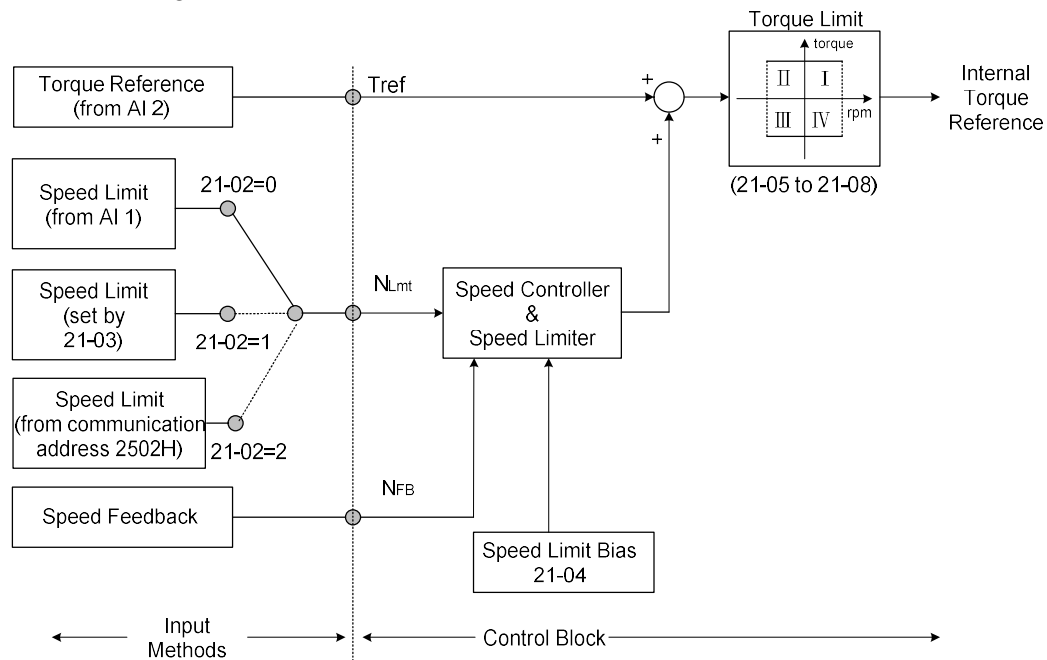 Torque Limit
torque
II I
III IV
rpm
(21-05 to 21-08)
Internal
Torque
Reference
Torque Reference
(from AI 2)
Tref
+
+
Speed Limit
(from AI 1)
21-02=0
Speed Limit
(set by
21-03)
21-02=1
NLmt
Speed Controller
&
Speed Limiter
Speed Limit
(from communication
address 2502H)
21-02=2
Speed Feedback
NFB
Speed Limit Bias
21-04
Input
Methods
Control Block